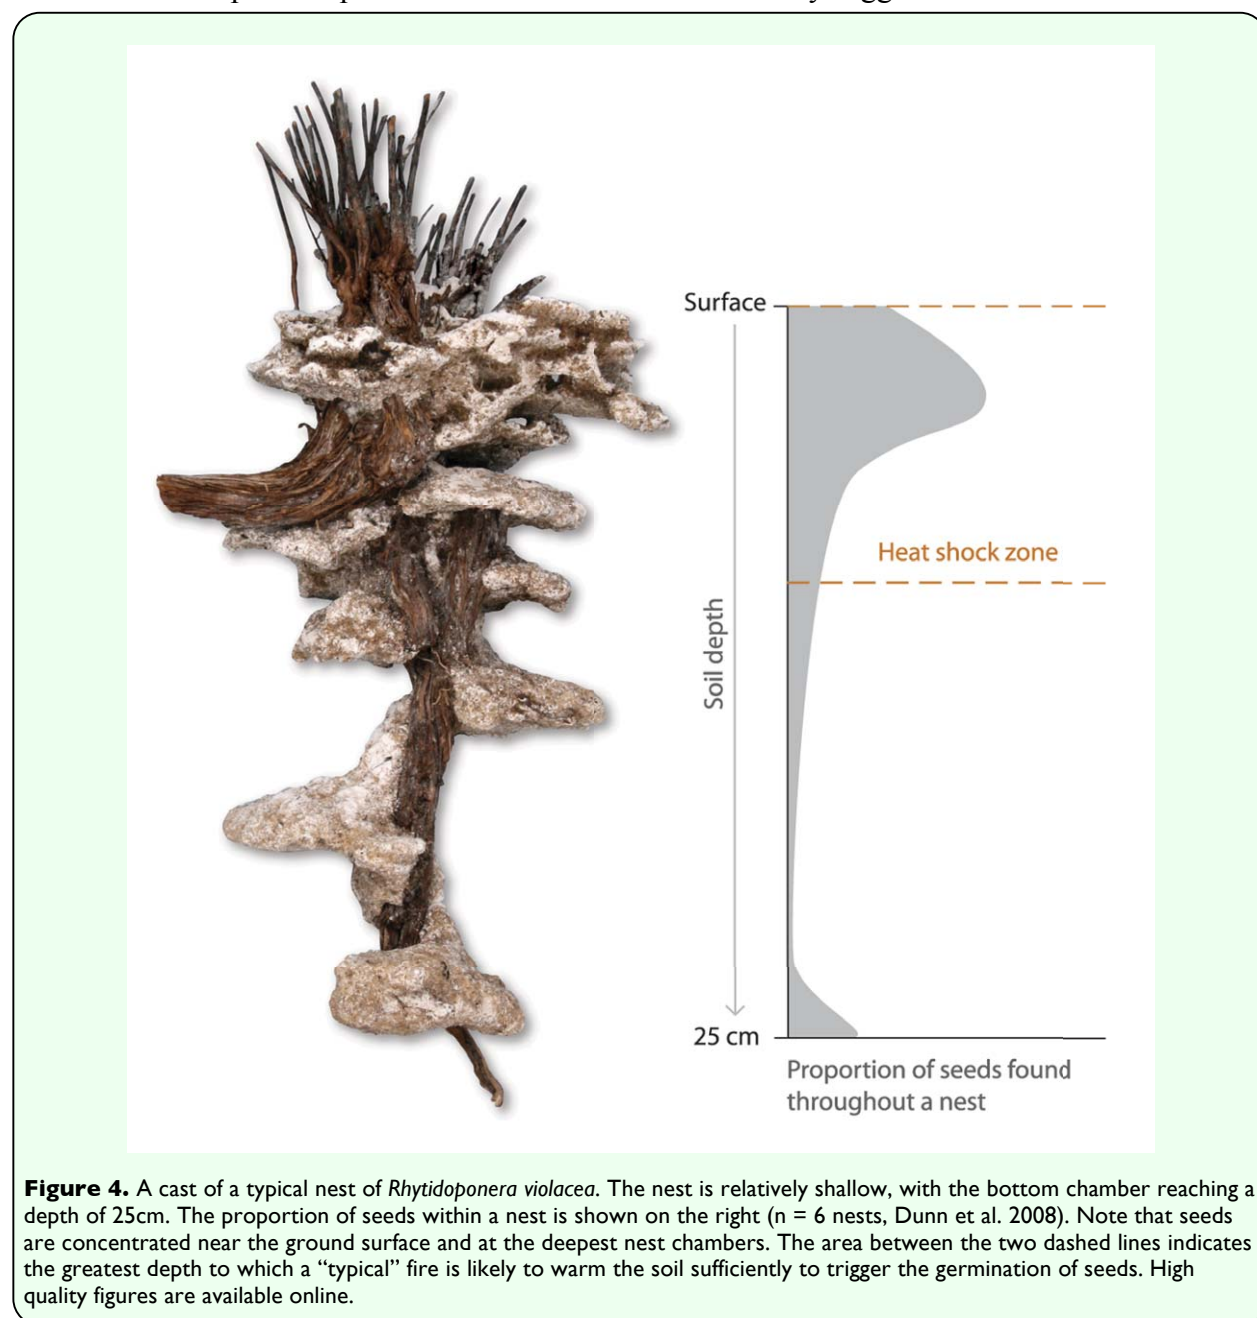 Surface
Heat shock zone
Soil depth
25 cm
Proportion of seeds found
throughout a nest
Figure 4. A cast of a typical nest of Rhytidoponera violacea. The nest is relatively shallow, with the bottom chamber reaching a
depth of 25cm. The proportion of seeds within a nest is shown on the right (n = 6 nests, Dunn et al. 2008). Note that seeds
are concentrated near the ground surface and at the deepest nest chambers. The area between the two dashed lines indicates
the greatest depth to which a “typical” fire is likely to warm the soil sufficiently to trigger the germination of seeds. High
quality figures are available online.